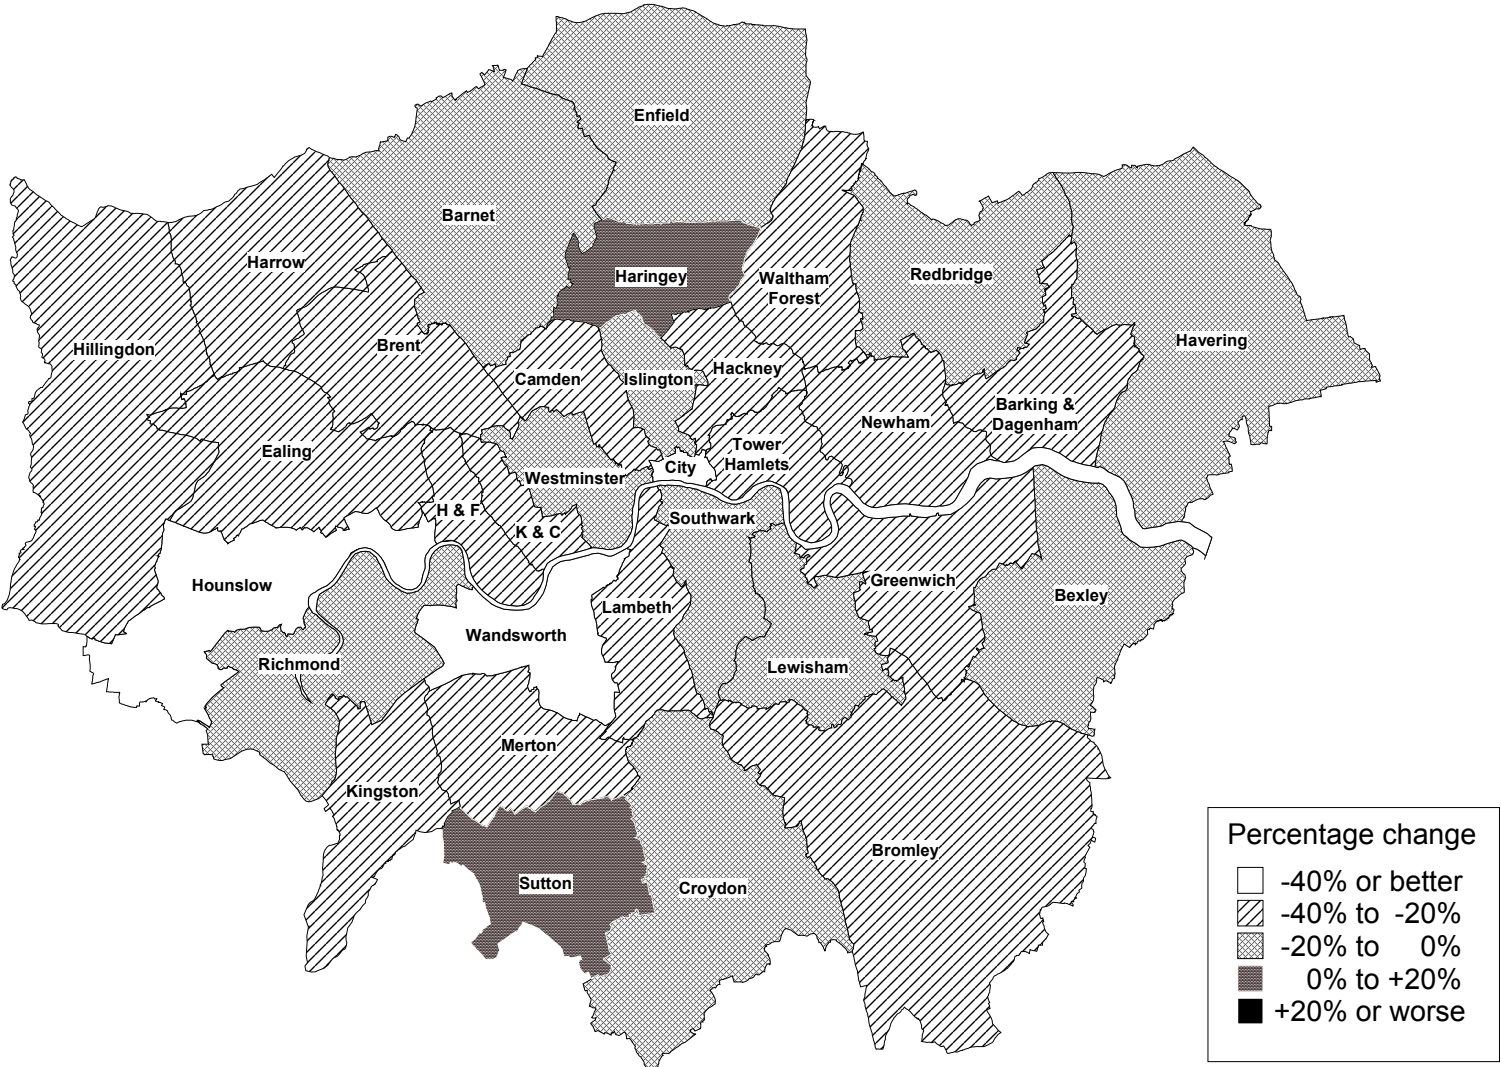 Enfield
Barnet
Harrow
Haringey
Waltham
Forest
Redbridge
Havering
Hillingdon
Brent
Camden
Islington
Hackney
Newham
Barking &
Dagenham
Ealing
Tower
Hamlets
City
Westminster
H & F
K & C
Southwark
Hounslow
Greenwich
Bexley
Lambeth
Wandsworth
Richmond
Lewisham
Merton
Kingston
Bromley
Sutton
Croydon
Percentage change
-40% or better
-40% to -20%
-20% to 0%
0% to +20%
+20% or worse